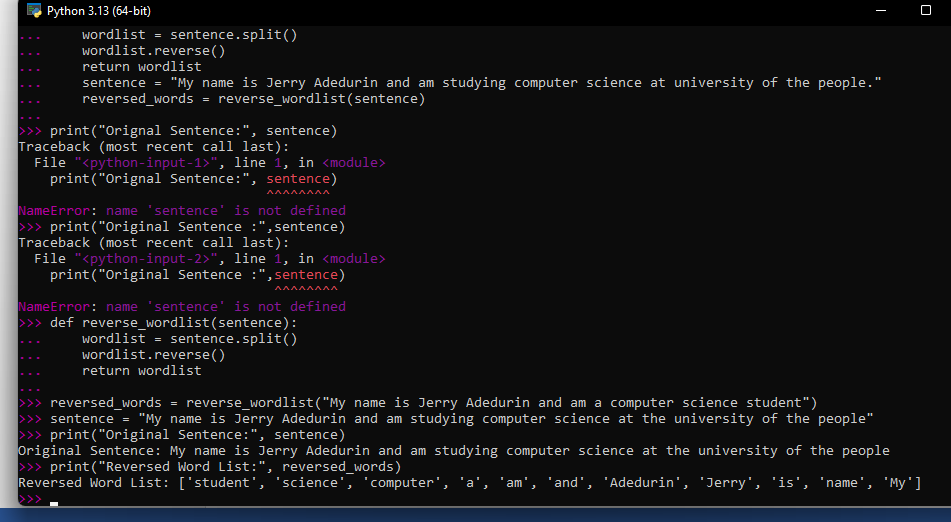 Python 3.13 (64-bit)
...     wordlist = sentence.split()
...     wordlist.reverse()
...     return wordlist
...     sentence = "My name is Jerry Adedurin and am studying computer science at university of the people."
...     reversed_words = reverse_wordlist(sentence)
...
>>> print("Orignal Sentence:", sentence)
Traceback (most recent call last):
  File "<python-input-1>", line 1, in <module>
    print("Orignal Sentence:", sentence)
                               ^^^^^^^^
NameError: name 'sentence' is not defined
>>> print("Original Sentence :",sentence)
Traceback (most recent call last):
  File "<python-input-2>", line 1, in <module>
    print("Original Sentence :",sentence)
                                ^^^^^^^^
NameError: name 'sentence' is not defined
>>> def reverse_wordlist(sentence):
...     wordlist = sentence.split()
...     wordlist.reverse()
...     return wordlist
...
>>> reversed_words = reverse_wordlist("My name is Jerry Adedurin and am a computer science student")
>>> sentence = "My name is Jerry Adedurin and am studying computer science at the university of the people"
>>> print("Original Sentence:", sentence)
Original Sentence: My name is Jerry Adedurin and am studying computer science at the university of the people
>>> print("Reversed Word List:", reversed_words)
Reversed Word List: ['student', 'science', 'computer', 'a', 'am', 'and', 'Adedurin', 'Jerry', 'is', 'name', 'My']
>>>